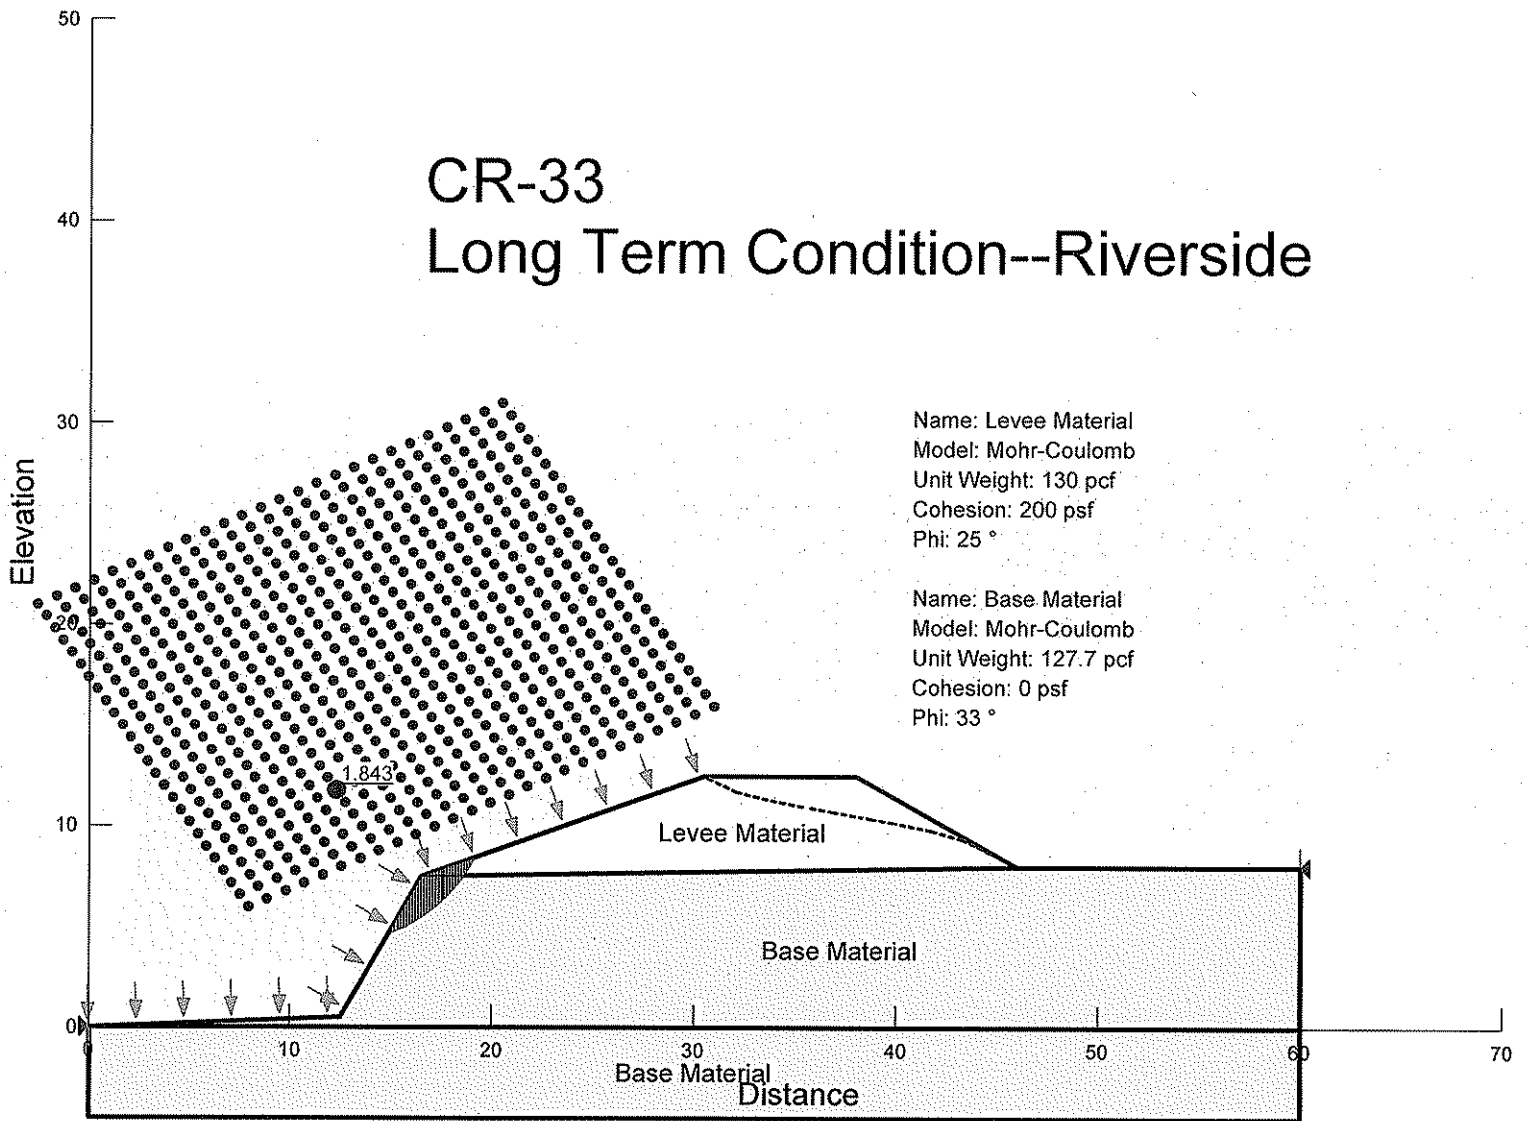 50
CR-33
40
Long Term Condition--Riverside
30
Elevation
Name: Levee Material
Model: Mohr-Coulomb
Unit Weight: 130 pcf
Cohesion: 200 psf
Phi: 25 °
Name: Base Material
Model: Mohr-Coulomb
Unit Weight: 127.7 pcf
Cohesion: 0 psf
Phi: 33 °
20
1.843
10
Levee Material
Base Material
0
0 10 20 30 40 50 60 70
Base Material
Distance